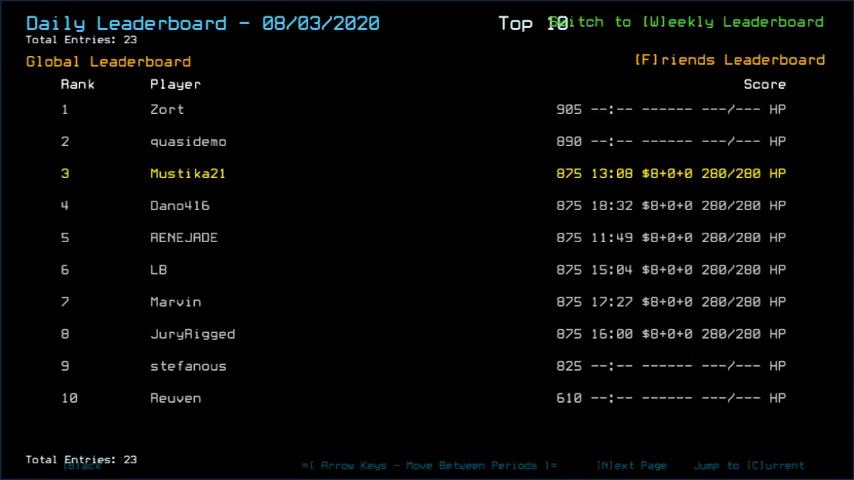 Daily Leaderboard - 08/03/2020 Top 10 Switch to [W]eekly Leaderboard
Total Entries: 23
Global Leaderboard [F]riends Leaderboard
Rank Player Score
1 Zort 905 --:-- ------ ---/--- HP
2 quasidemo 890 --:-- ------ ---/--- HP
3 Mustika21 875 13:08 $8+0+0 280/280 HP
4 Dano416 875 18:32 $8+0+0 280/280 HP
5 RENEJADE 875 11:49 $8+0+0 280/280 HP
6 LB 875 15:04 $8+0+0 280/280 HP
7 Marvin 875 17:27 $8+0+0 280/280 HP
8 JuryRigged 875 16:00 $8+0+0 280/280 HP
9 stefanous 825 --:-- ------ ---/--- HP
10 Reuven 610 --:-- ------ ---/--- HP
Total Entries: 23
[B]ack =[ Arrow Keys - Move Between Periods ]= [N]ext Page Jump to [C]urrent